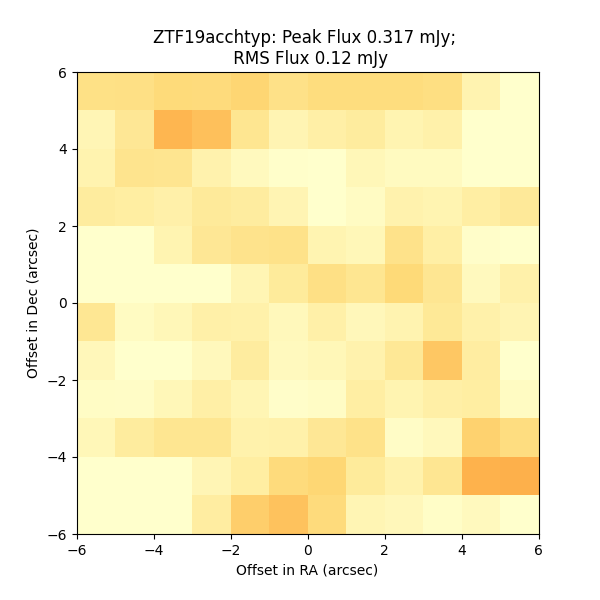 ZTF19acchtyp: Peak Flux 0.317 mJy;
RMS Flux 0.12 mJy
6
4
2
0
−2
−4
−6
Offset in Dec (arcsec)
−6 −4 −2 0 2 4 6
Offset in RA (arcsec)